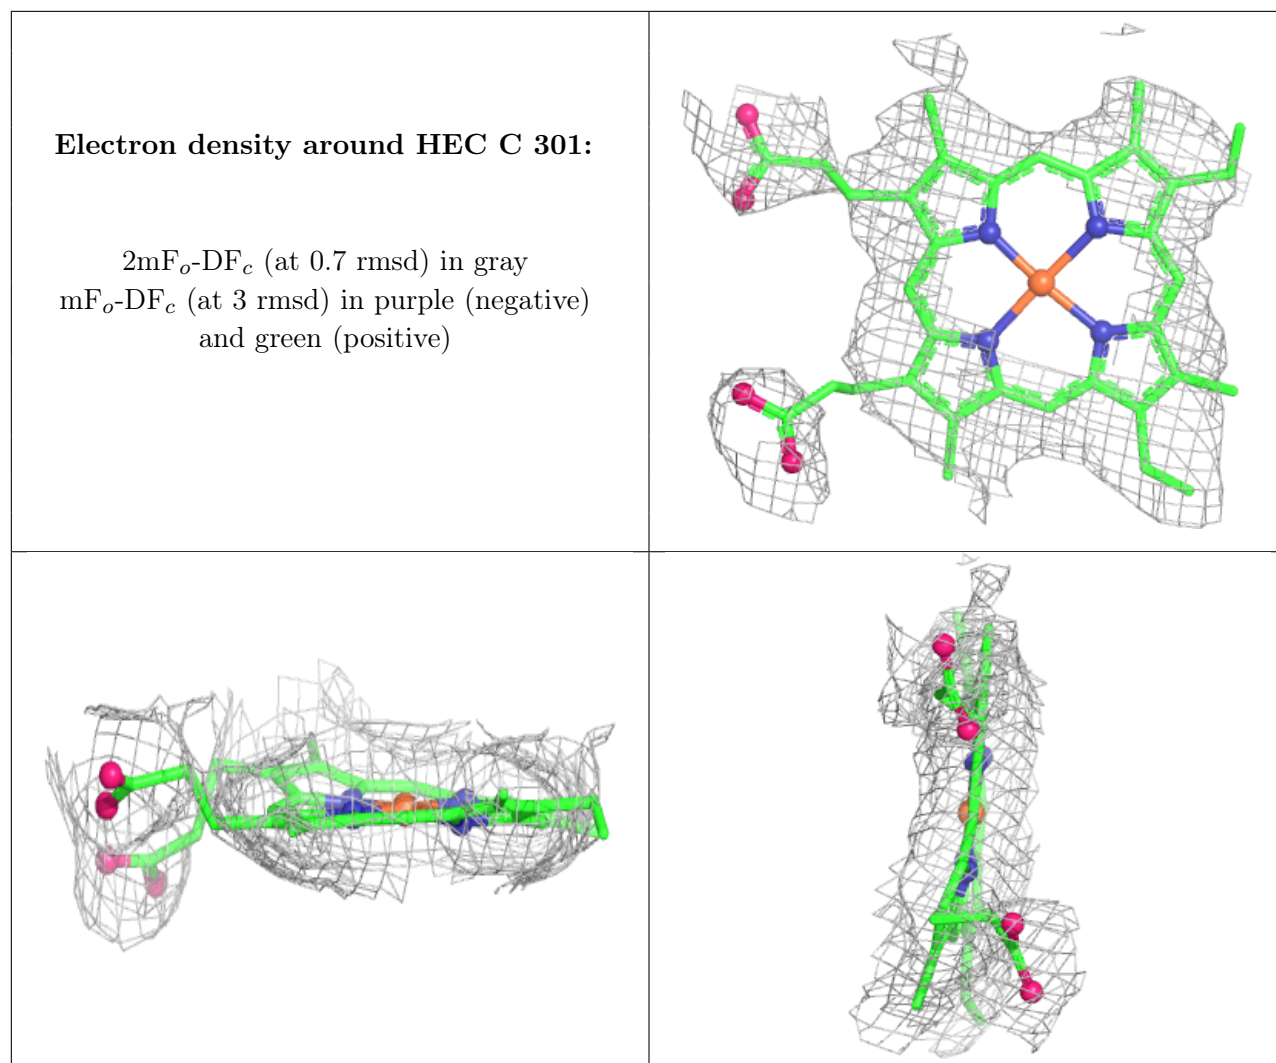 Electron density around HEC C 301:
2mFo-DFc (at 0.7 rmsd) in gray
mFo-DFc (at 3 rmsd) in purple (negative)
and green (positive)